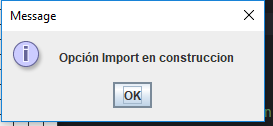 Message
Opción Import en construccion
OK